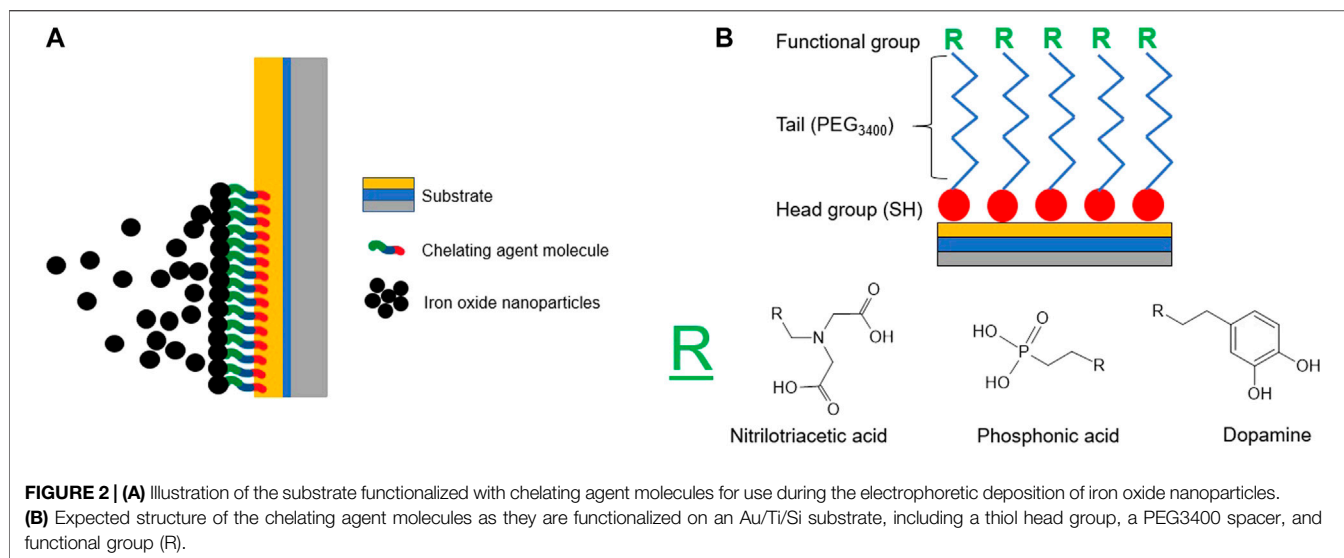 A
Substrate
Chelating agent molecule
Iron oxide nanoparticles
B
Functional group
R R R R R
Tail (PEG3400)
Head group (SH)
R
R
N
O
OH
HO
O
Nitrilotriacetic acid
HO
O
P
HO
R
Phosphonic acid
R
OH
OH
Dopamine
FIGURE 2 | (A) Illustration of the substrate functionalized with chelating agent molecules for use during the electrophoretic deposition of iron oxide nanoparticles.
(B) Expected structure of the chelating agent molecules as they are functionalized on an Au/Ti/Si substrate, including a thiol head group, a PEG3400 spacer, and
functional group (R).